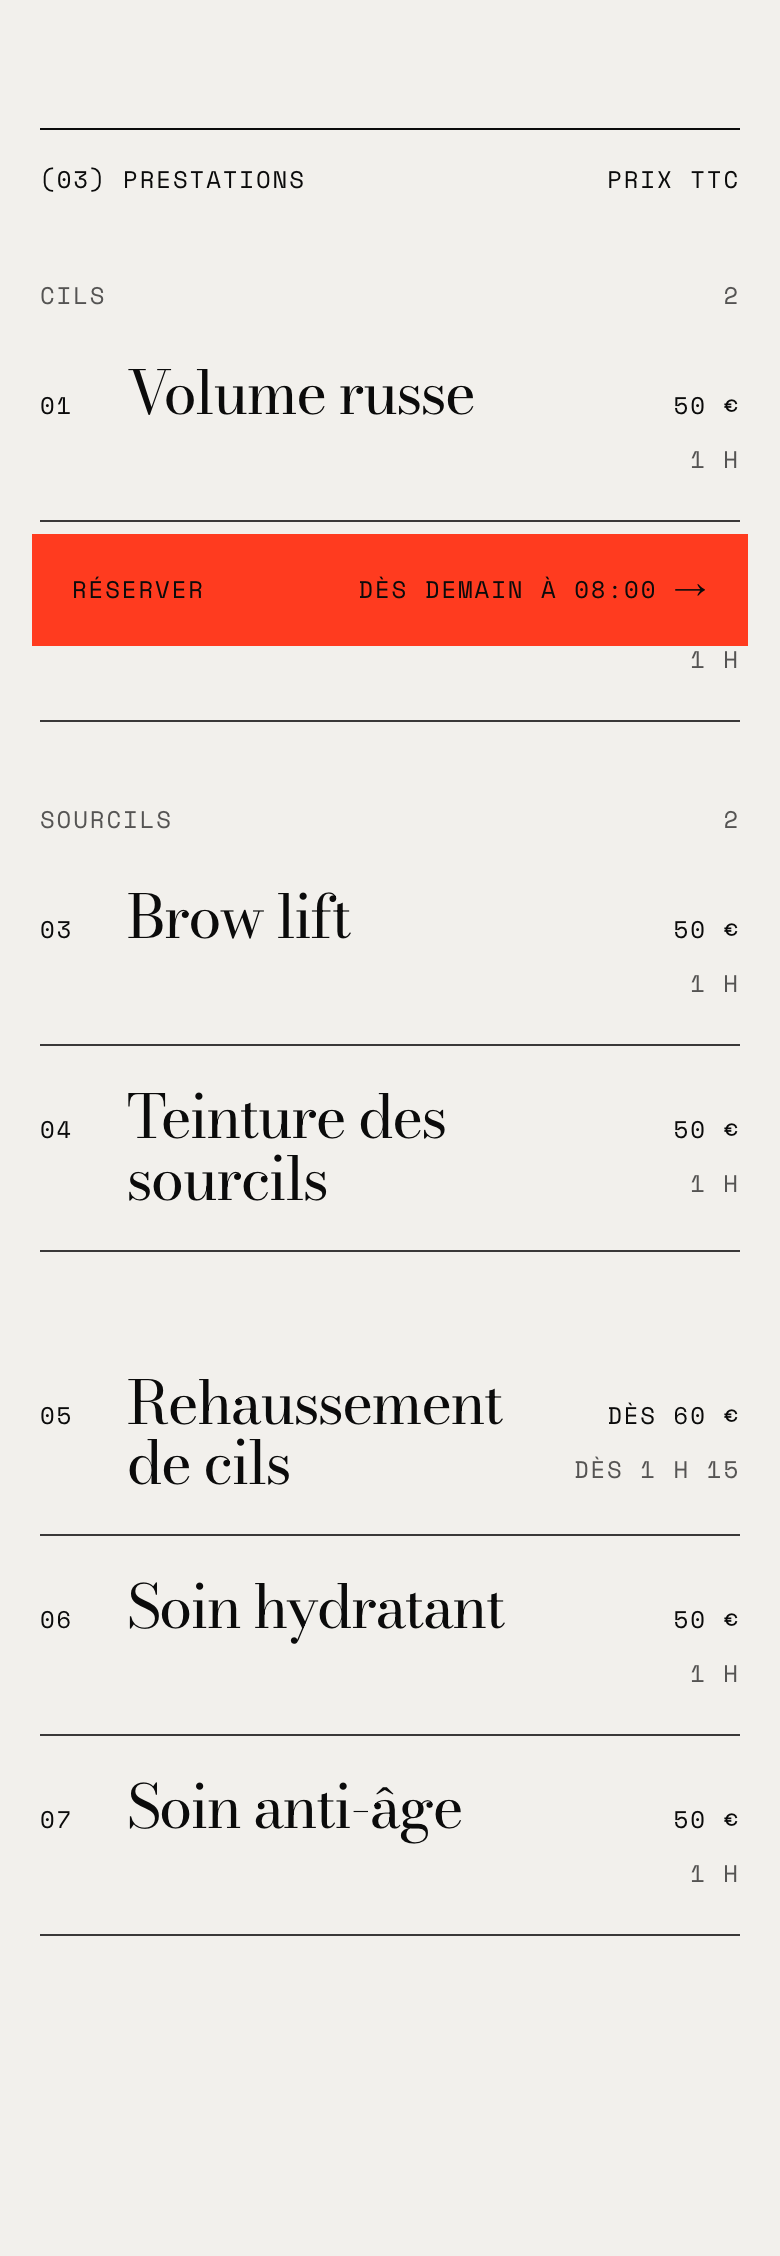 (03) PRESTATIONS PRIX TTC
CILS 2
01 Volume russe 50 €
1 H
RÉSERVER DÈS DEMAIN À 08:00 →
1 H
SOURCILS 2
03 Brow lift 50 €
1 H
04 Teinture des 50 €
sourcils 1 H
05 Rehaussement DÈS 60 €
de cils DÈS 1 H 15
06 Soin hydratant 50 €
1 H
07 Soin anti-âge 50 €
1 H